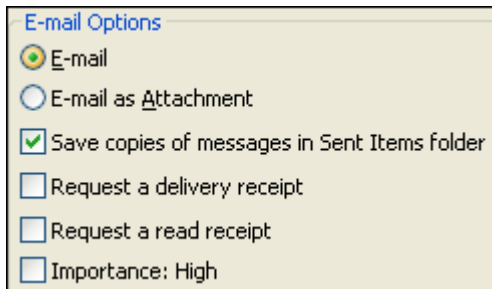 E-mail Options
E-mail
E-mail as Attachment
Save copies of messages in Sent Items folder
Request a delivery receipt
Request a read receipt
Importance: High